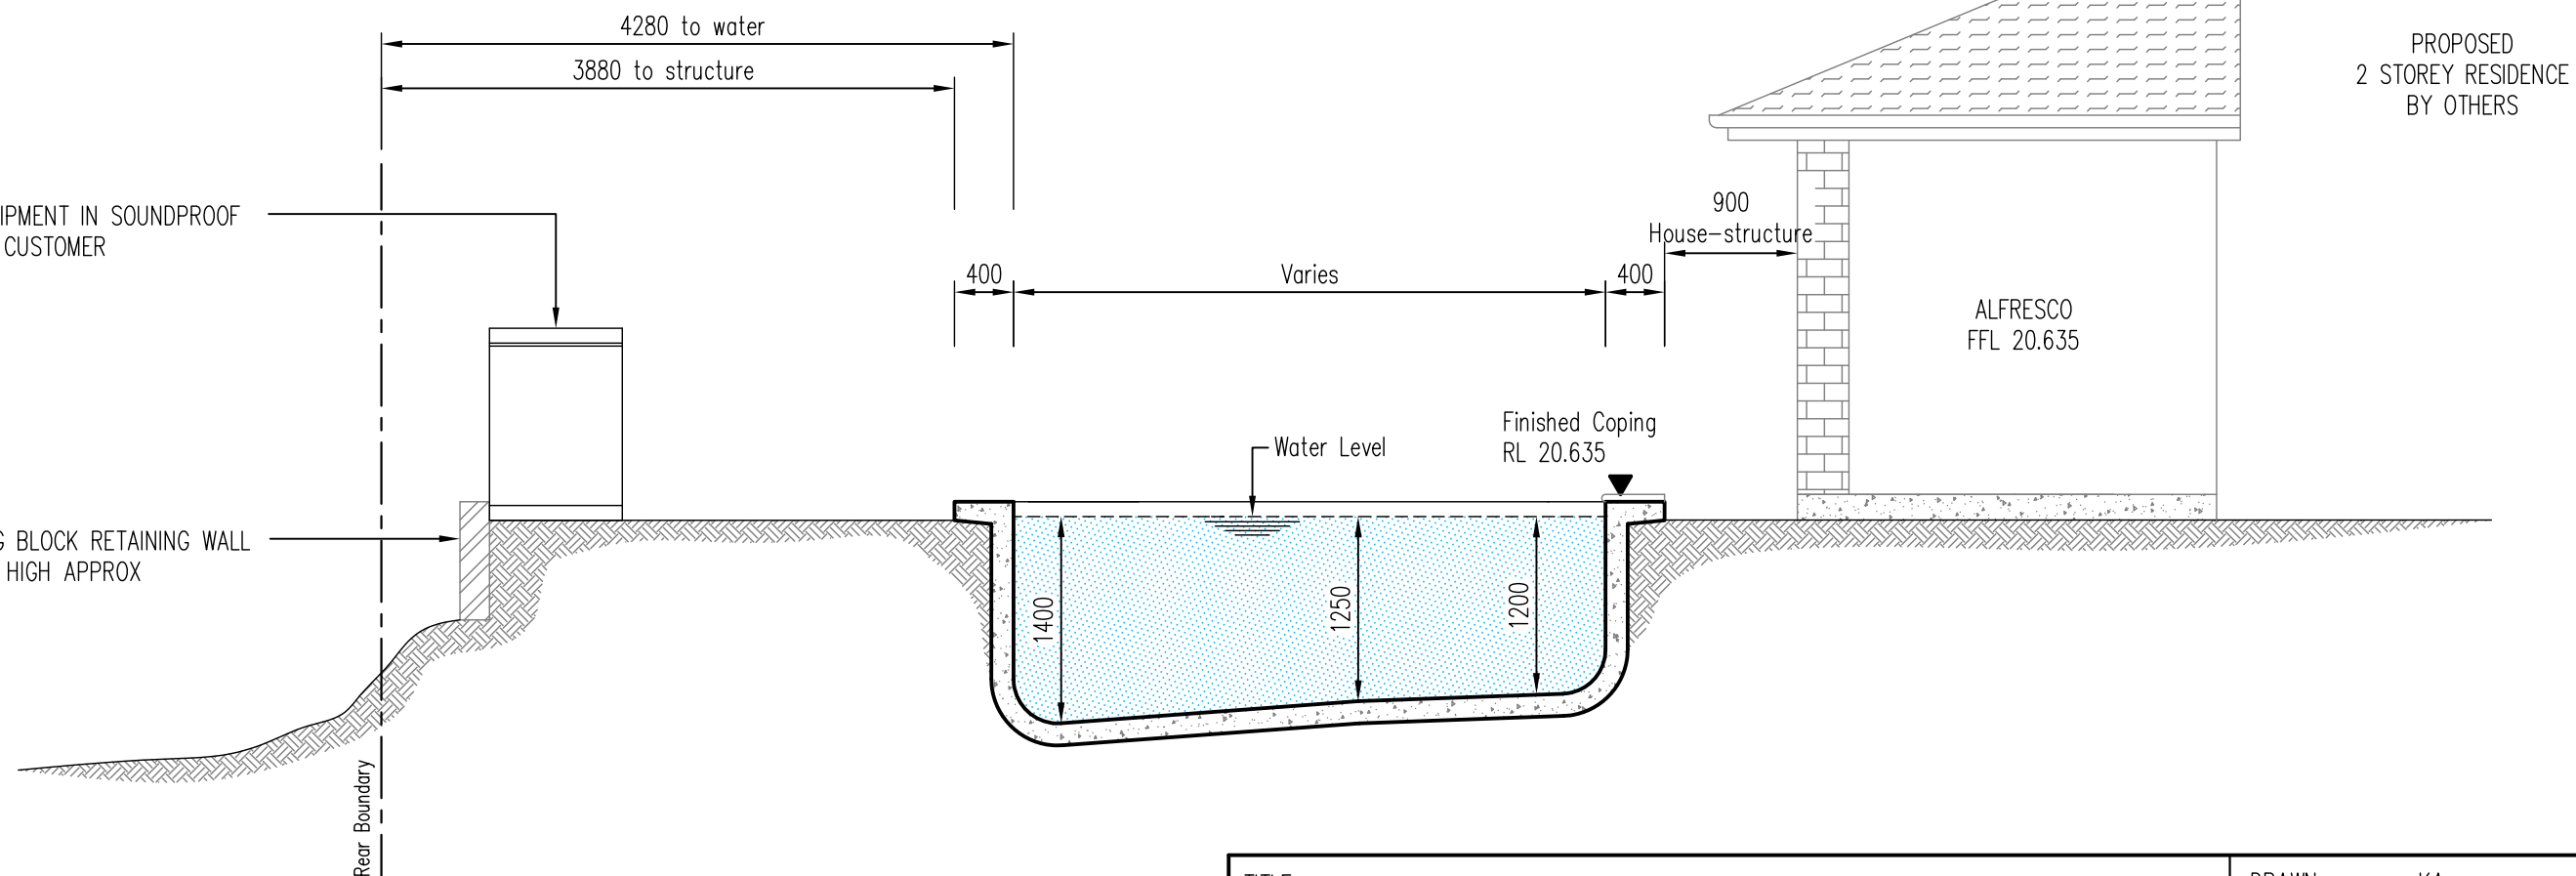 4280 to water
3880 to structure
PROPOSED
2 STOREY RESIDENCE
BY OTHERS
IN SOUNDPROOF
CUSTOMER
900
House-structure
400
Varies
400
ALFRESCO
FFL 20.635
Finished Coping
RL 20.635
Water Level
BLOCK RETAINING WALL
HIGH APPROX
1400
1250
1200
Rear Boundary